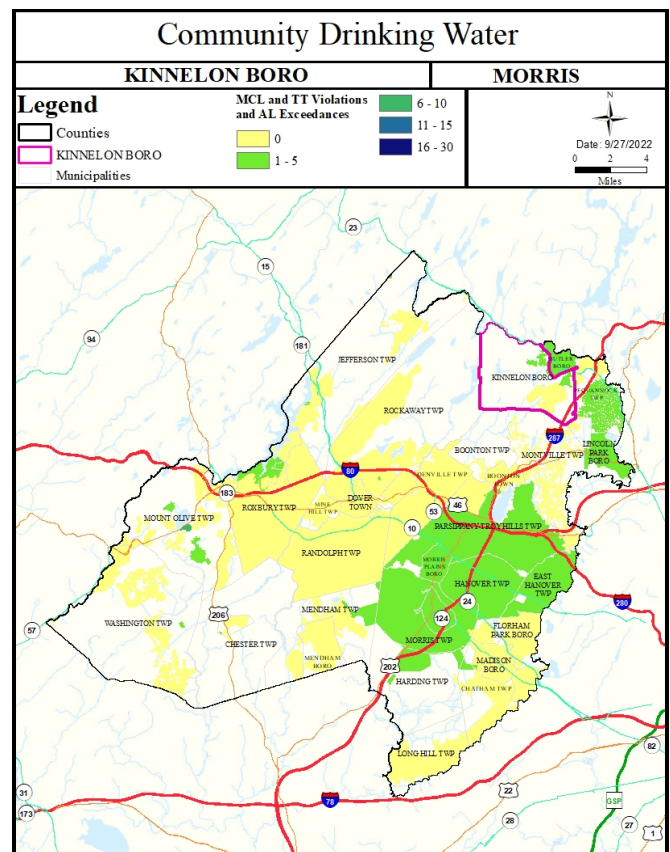 Community Drinking Water
KINNELON BORO
MORRIS
Legend
Counties
KINNELON BORO
Municipalities
MCL and TT Violations
and AL Exceedances
0
1 - 5
6 - 10
11 - 15
16 - 30
N
Date: 9/27/2022
0 2 4
Miles
23
15
94
181
JEFFERSON TWP
KINNELON BORO
BUTLER
BORO
PEQUANNOCK
TWP
ROCKAWAY TWP
287
LINCOLN
PARK
BORO
BOONTON TWP
MONTVILLE TWP
80
DENVILLE TWP
BOONTON
TOWN
183
MOUNT OLIVE TWP
ROXBURY TWP
MINE
HILL TWP
DOVER
TOWN
53
46
10
PARSIPPANY-TROY HILLS TWP
RANDOLPH TWP
MORRIS
PLAINS
BORO
HANOVER TWP
EAST
HANOVER
TWP
280
57
WASHINGTON TWP
206
MENDHAM TWP
24
124
FLORHAM
PARK BORO
CHESTER TWP
MENDHAM
BORO
MORRIS TWP
202
MADISON
BORO
HARDING TWP
CHATHAM TWP
LONG HILL TWP
82
31
173
78
22
GSP
28
27
1